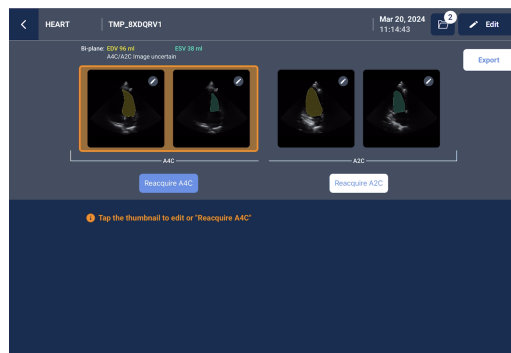 HEART
TMP_8XDQRV1
Mar 20, 2024
11:14:43
2
Edit
Bi-plane: EDV 96 ml ESV 38 ml
A4C/A2C Image uncertain
Export
A4C
A2C
Reacquire A4C
Reacquire A2C
Tap the thumbnail to edit or "Reacquire A4C"